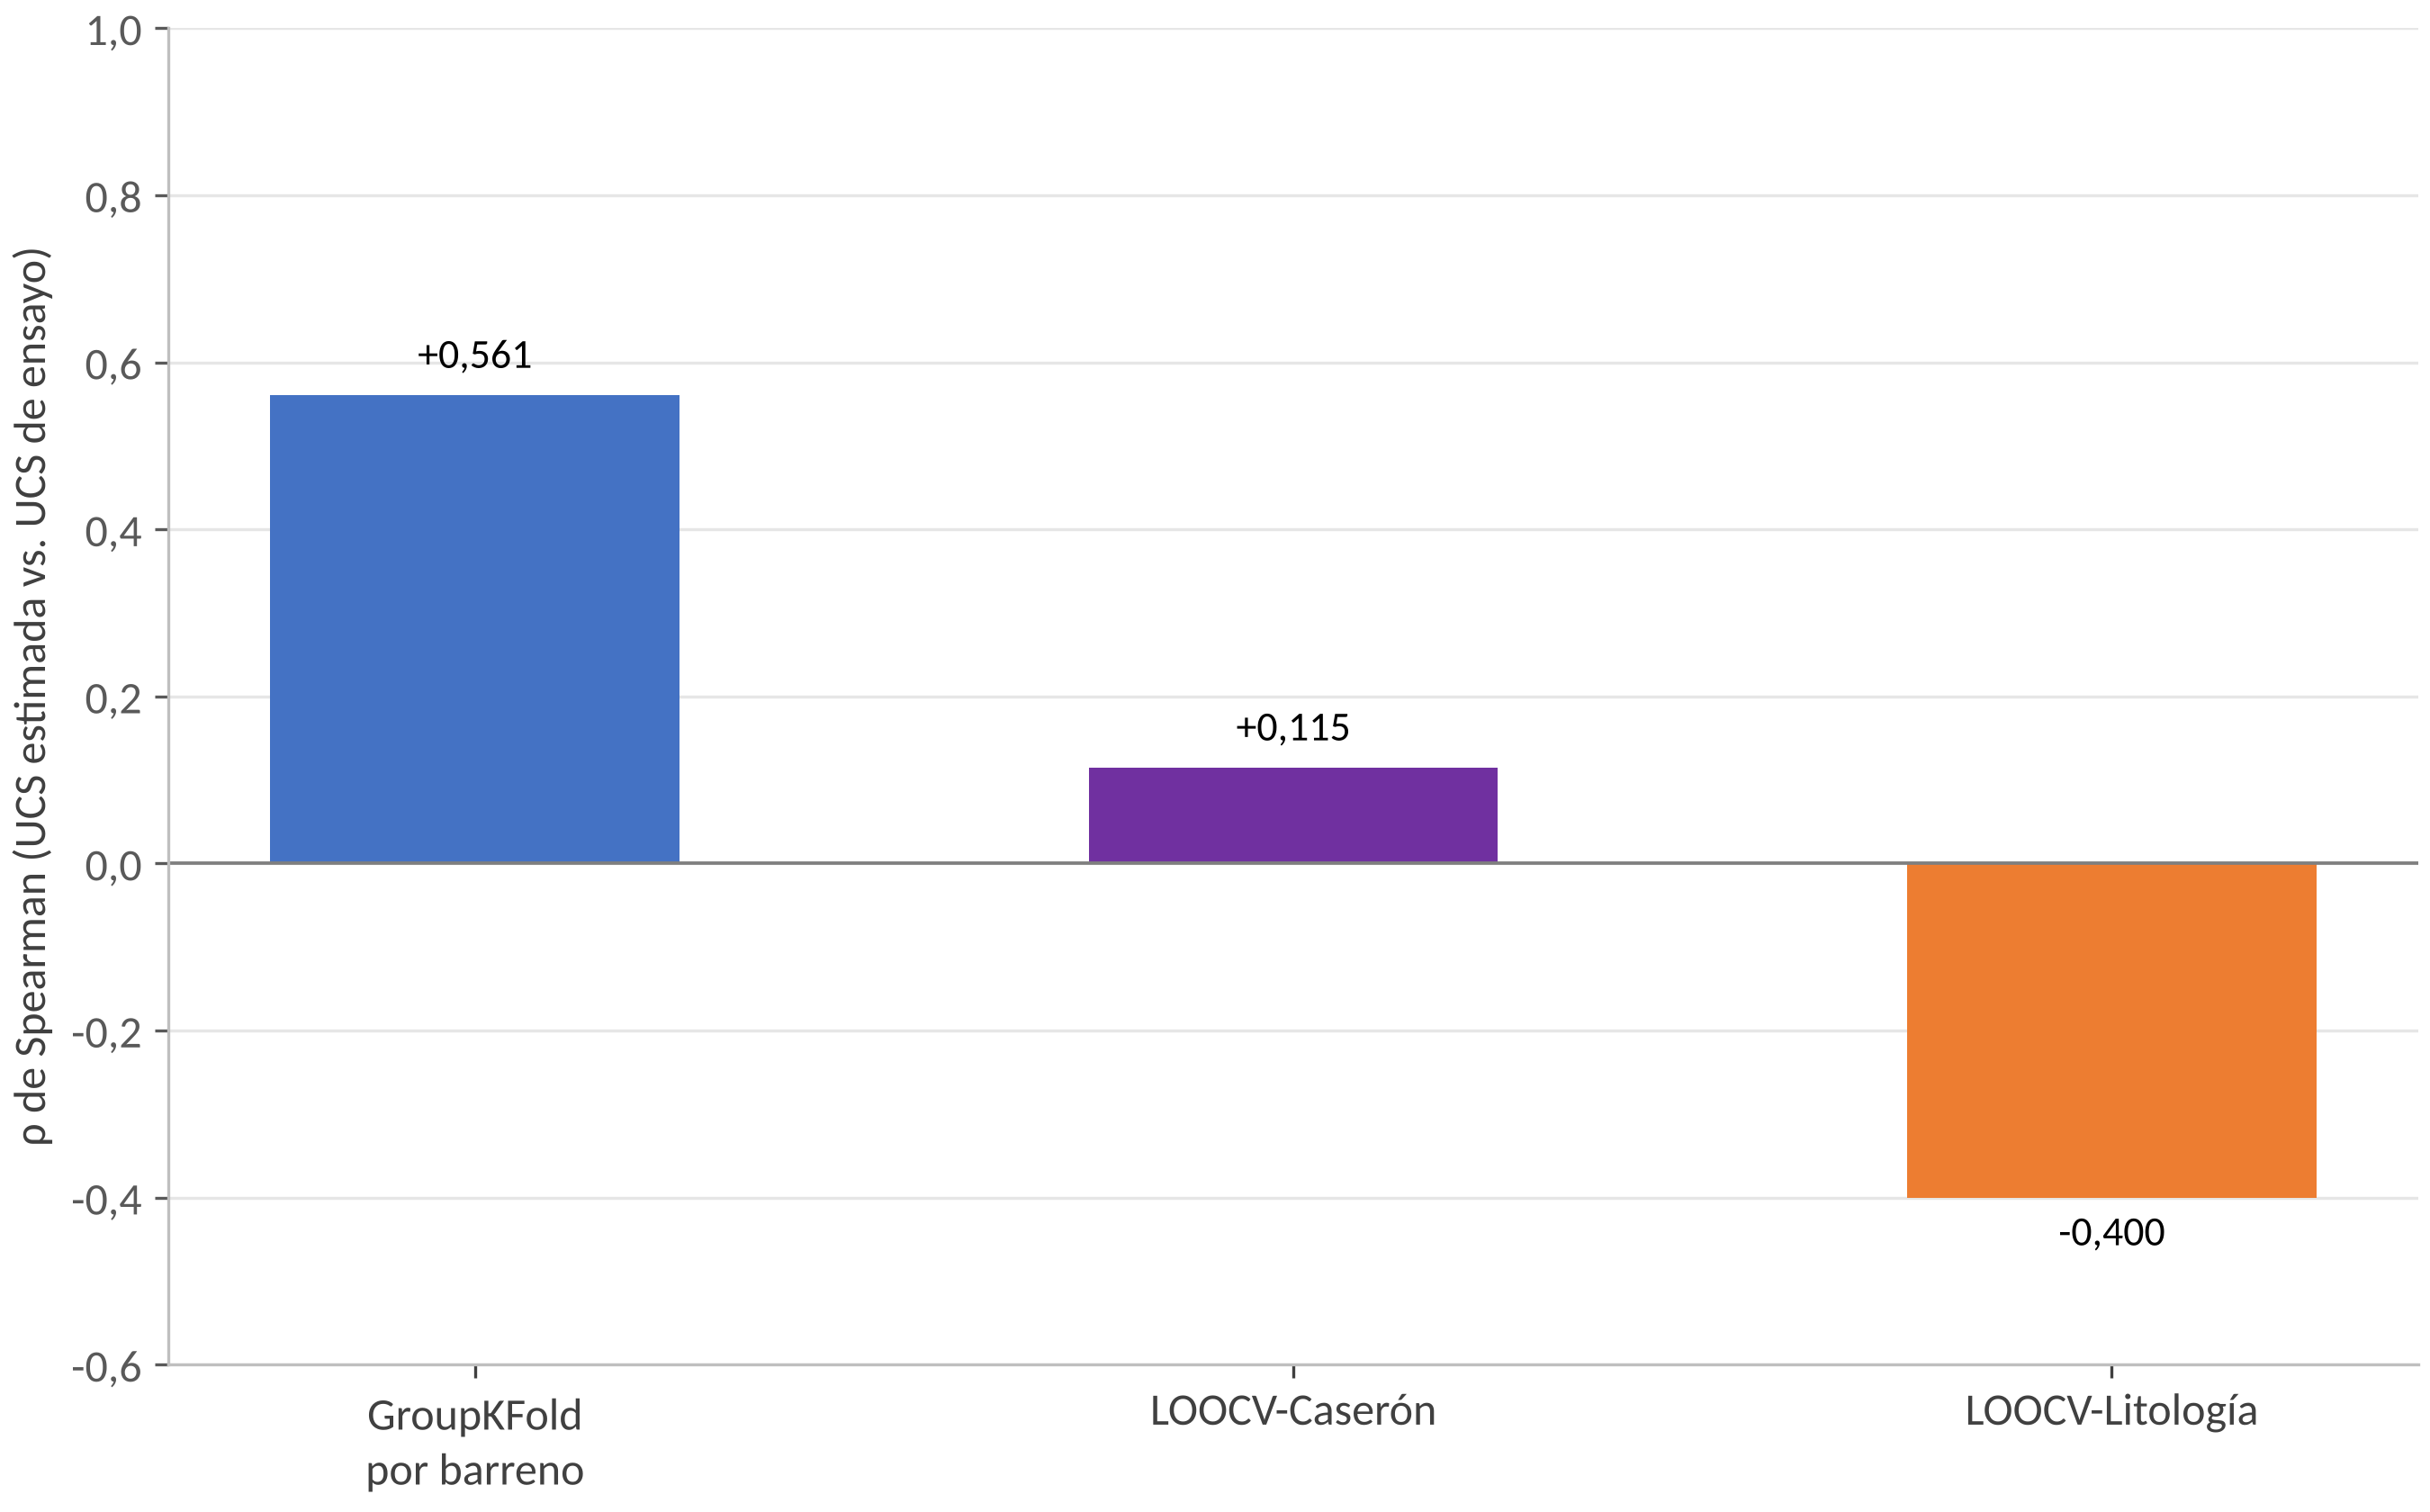 ρ de Spearman (UCS estimada vs. UCS de ensayo)
1,0
0,8
0,6
0,4
0,2
0,0
-0,2
-0,4
-0,6
+0,561
+0,115
-0,400
GroupKFold
por barreno
LOOCV-Caserón
LOOCV-Litología